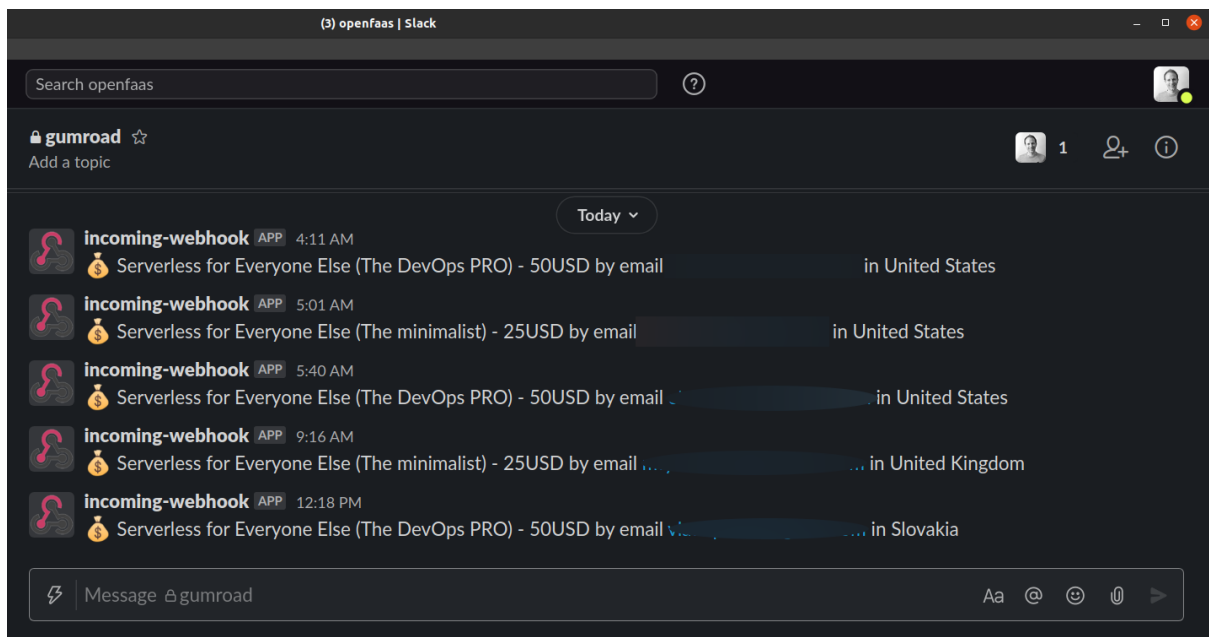 (3) openfaas | Slack
Search openfaas
gumroad
1
Add a topic
Today
incoming-webhook APP 4:11 AM
Serverless for Everyone Else (The DevOps PRO) - 50USD by email in United States
incoming-webhook APP 5:01 AM
Serverless for Everyone Else (The minimalist) - 25USD by email in United States
incoming-webhook APP 5:40 AM
Serverless for Everyone Else (The DevOps PRO) - 50USD by email in United States
incoming-webhook APP 9:16 AM
Serverless for Everyone Else (The minimalist) - 25USD by email in United Kingdom
incoming-webhook APP 12:18 PM
Serverless for Everyone Else (The DevOps PRO) - 50USD by email in Slovakia
Message gumroad
Aa @